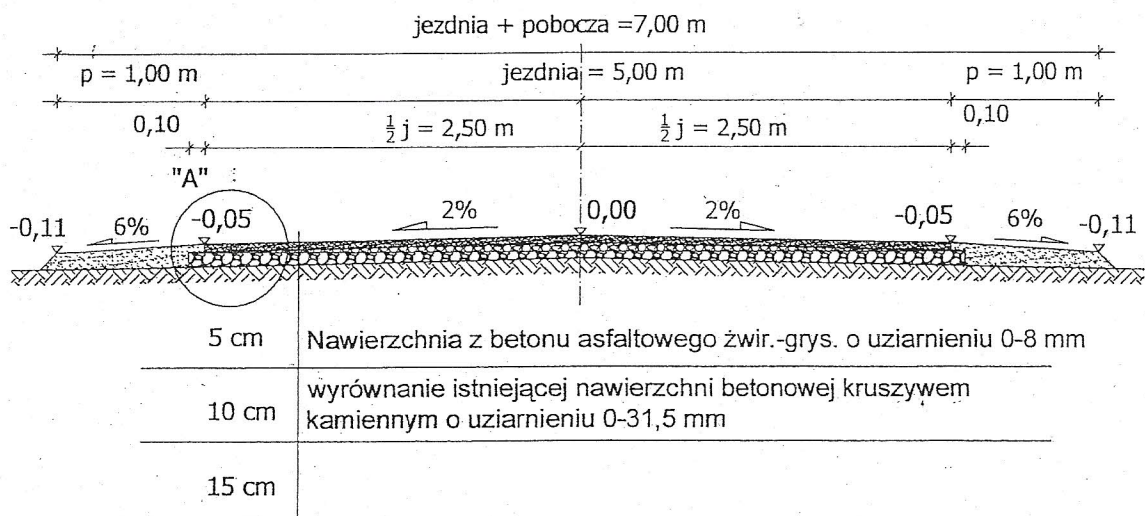 jezdnia + pobocza =7,00 m
p = 1,00 m
jezdnia = 5,00 m
p = 1,00 m
0,10
½ j = 2,50 m
½ j = 2,50 m
0,10
"A"
-0,11
6%
-0,05
2%
0,00
2%
-0,05
6%
-0,11
5 cm
Nawierzchnia z betonu asfaltowego żwir.-grys. o uziarnieniu 0-8 mm
10 cm
wyrównanie istniejącej nawierzchni betonowej kruszywem
kamiennym o uziarnieniu 0-31,5 mm
15 cm